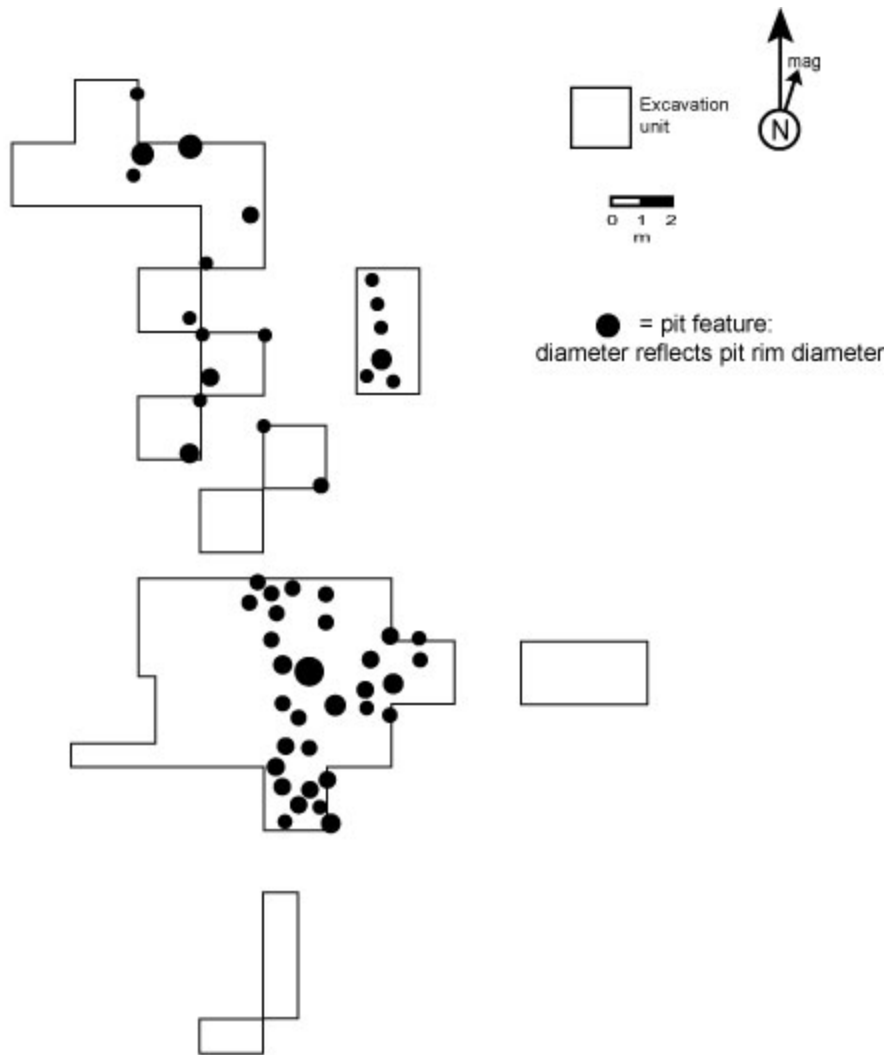 mag
N
Excavation
unit
0 1 2
m
= pit feature:
diameter reflects pit rim diameter